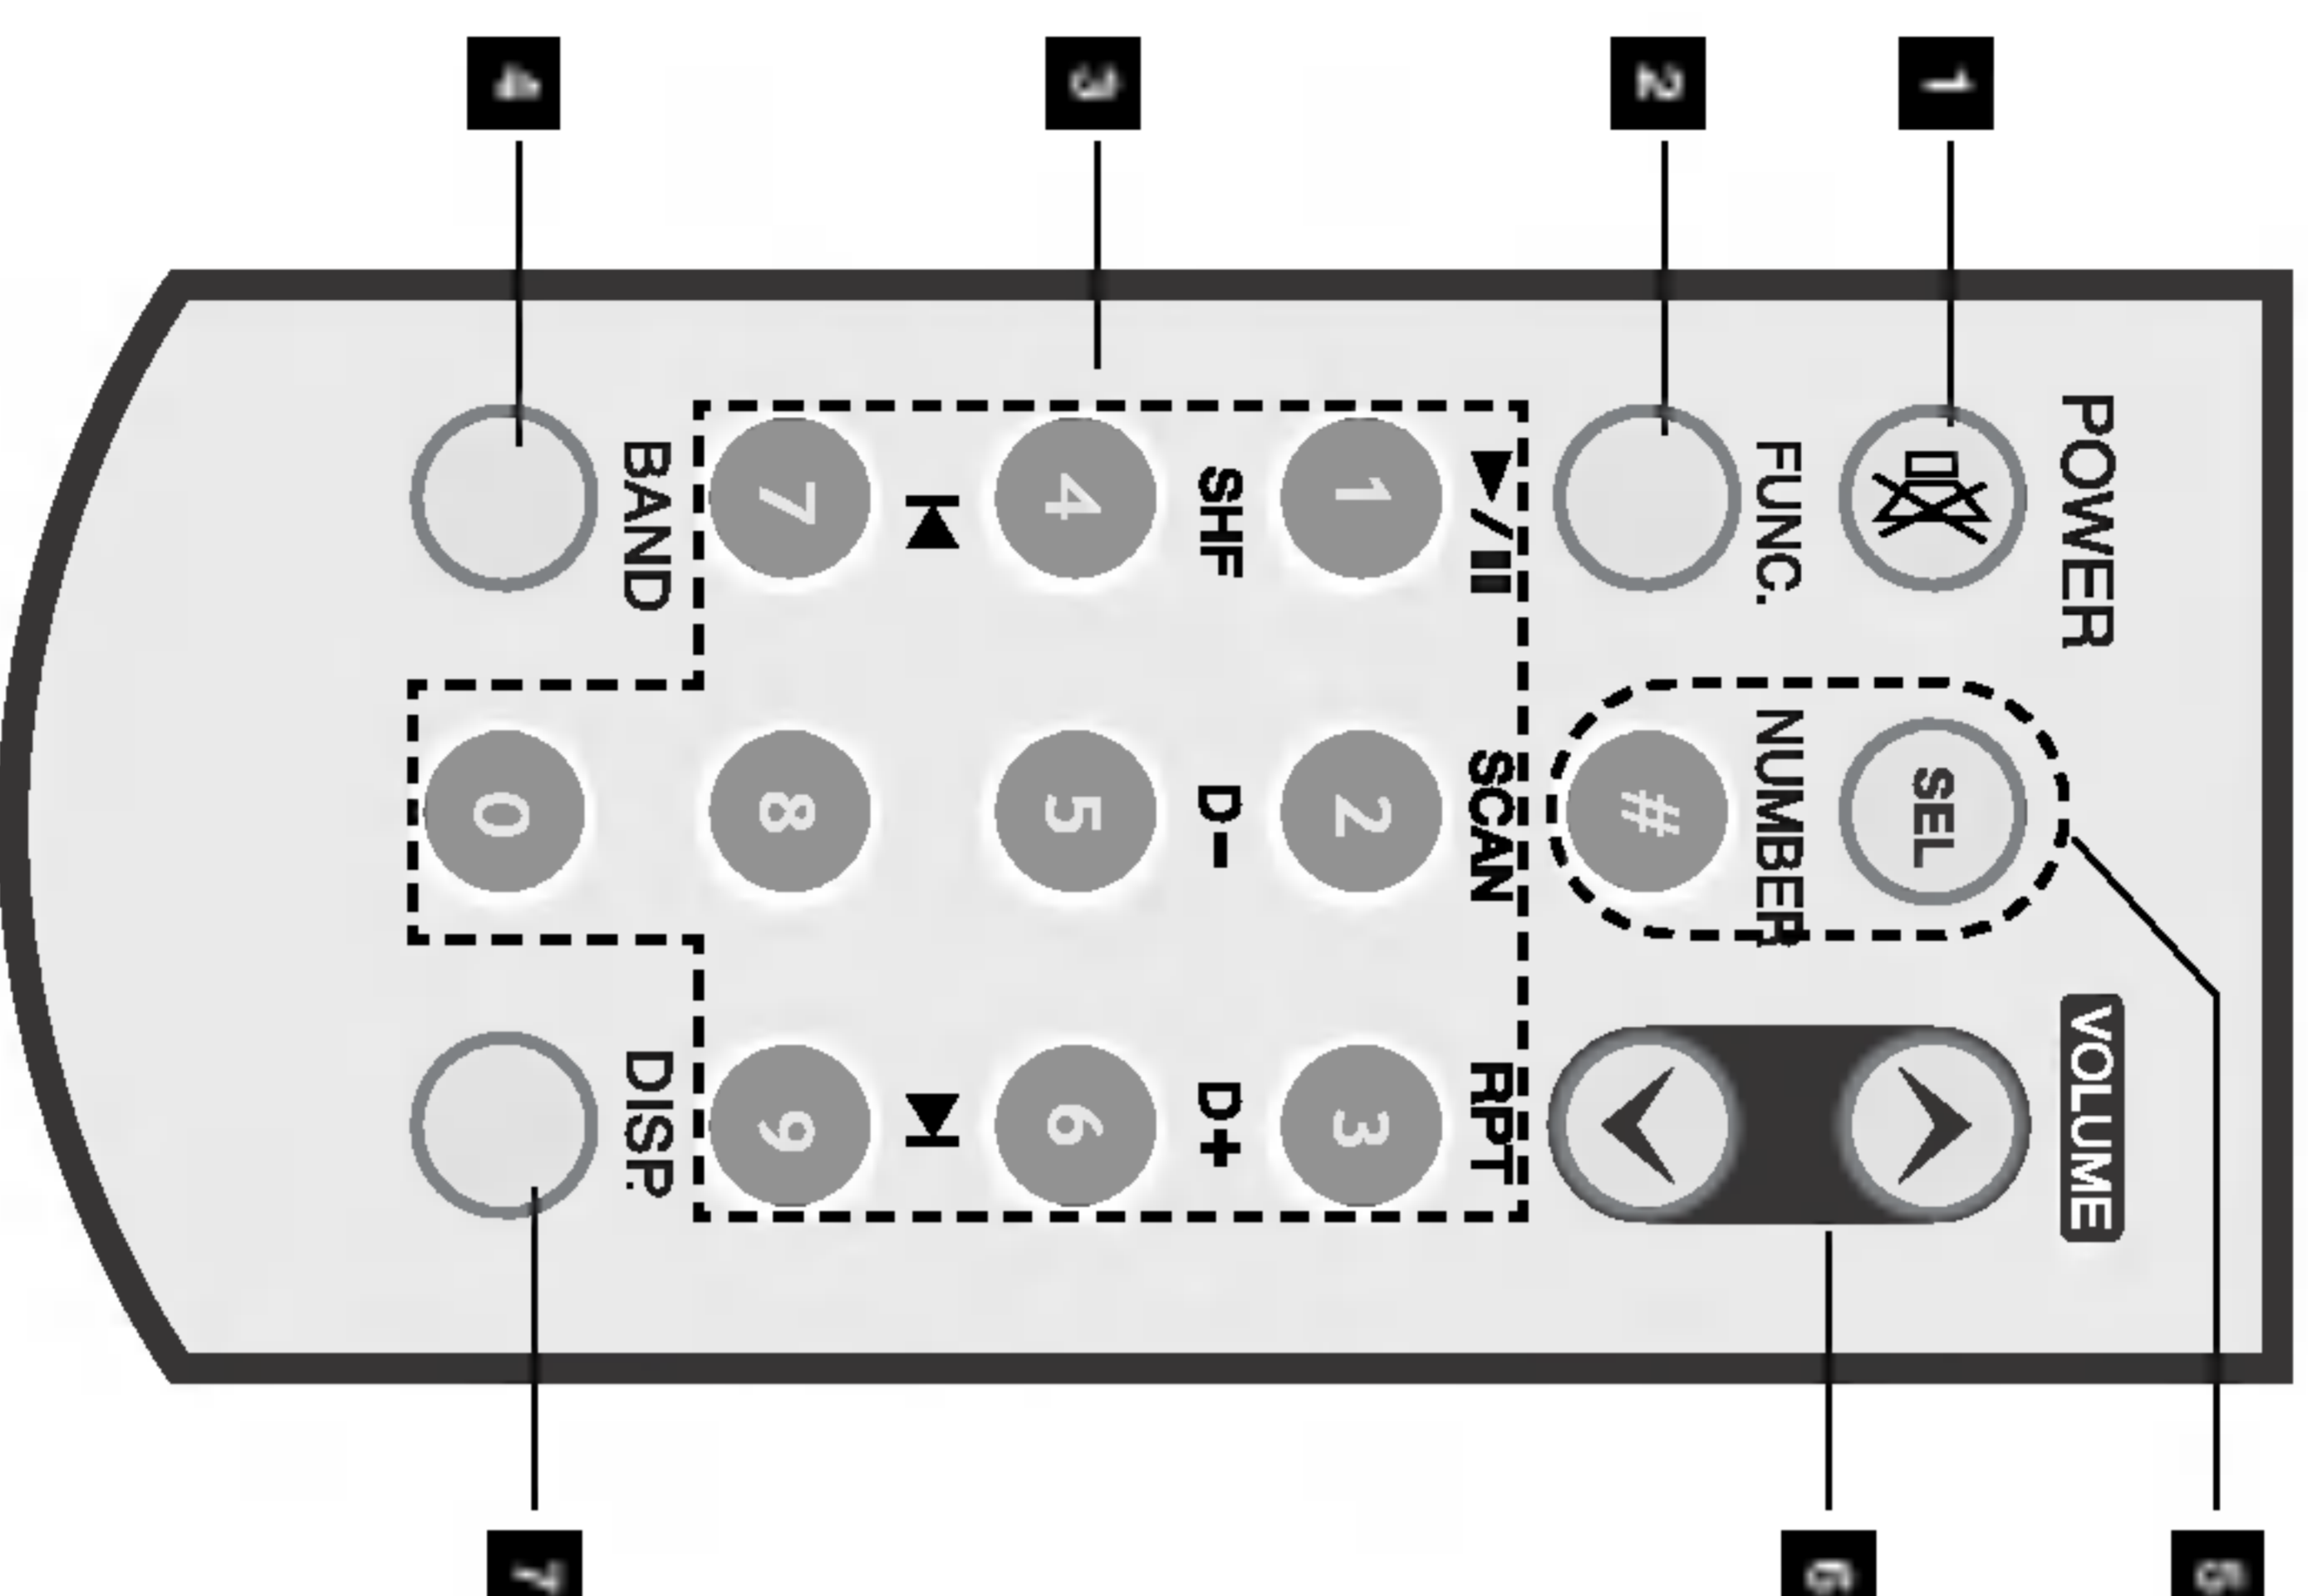 POWER VOLUME
5
1 SEL
6
FUNC. NUMBER
2 #
▶/II SCAN RPT
1 2 3
SHF D- D+
3
4 5 6
7 8 9
BAND DISP.
4 0 7